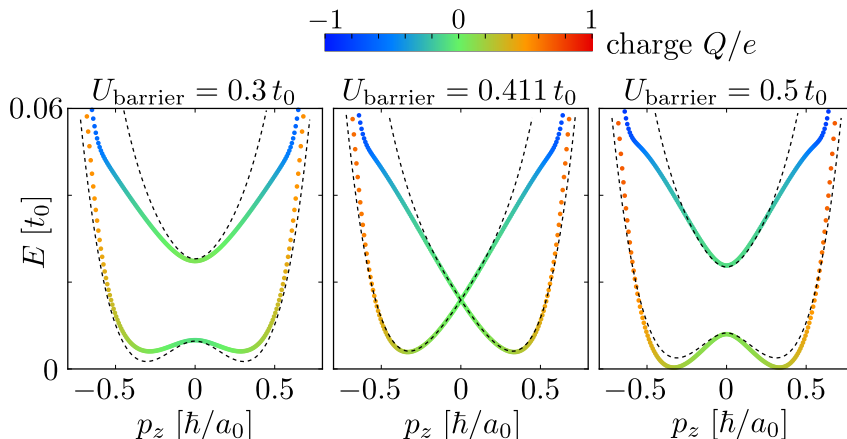 −1 0 1
charge Q/e
U_barrier = 0.3 t_0 U_barrier = 0.411 t_0 U_barrier = 0.5 t_0
0.06
E [t_0]
0
−0.5 0 0.5 −0.5 0 0.5 −0.5 0 0.5
p_z [ħ/a_0] p_z [ħ/a_0] p_z [ħ/a_0]